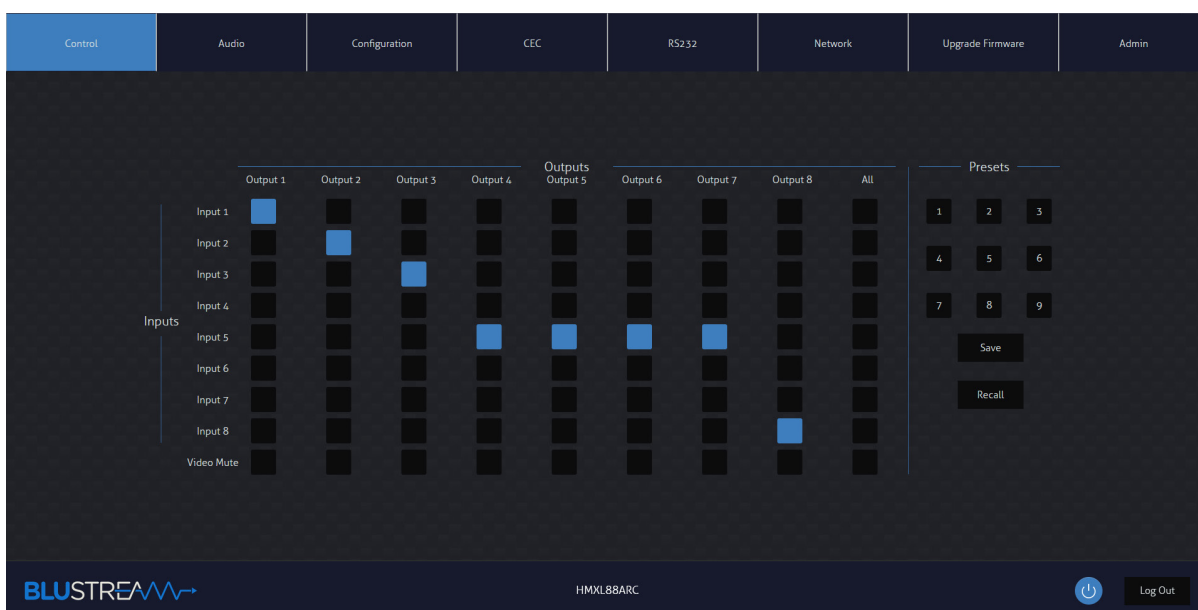 Control Audio Configuration CEC RS232 Network Upgrade Firmware Admin
Outputs Presets
Output 1 Output 2 Output 3 Output 4 Output 5 Output 6 Output 7 Output 8 All
Input 1 1 2 3
Input 2
Input 3 4 5 6
Input 4 7 8 9
Inputs
Input 5 Save
Input 6
Input 7 Recall
Input 8
Video Mute
BLUSTREAM HMXL88ARC Log Out